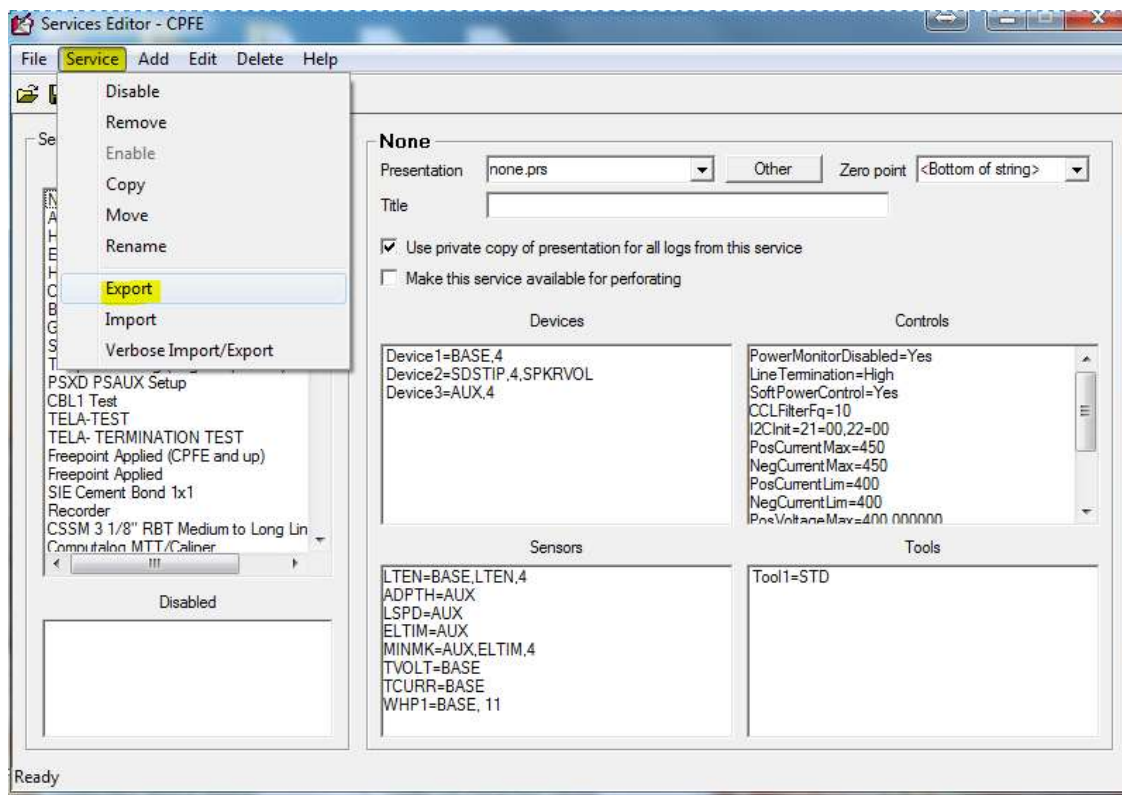 Services Editor - CPFE
File Service Add Edit Delete Help
Disable
Remove
Enable
Copy
Move
Rename
Export
Import
Verbose Import/Export
PSXD PSAUX Setup
CBL1 Test
TELA-TEST
TELA- TERMINATION TEST
Freepoint Applied (CPFE and up)
Freepoint Applied
SIE Cement Bond 1x1
Recorder
CSSM 3 1/8" RBT Medium to Long Lin
Computalog MTT/Caliper
Disabled
None
Presentation none.prs Other Zero point <Bottom of string>
Title
Use private copy of presentation for all logs from this service
Make this service available for perforating
Devices
Device1=BASE,4
Device2=SDSTIP,4,SPKRVOL
Device3=AUX,4
Controls
PowerMonitorDisabled=Yes
LineTermination=High
SoftPowerControl=Yes
CCLFilterFq=10
I2CInit=21=00,22=00
PosCurrentMax=450
NegCurrentMax=450
PosCurrentLim=400
NegCurrentLim=400
PosVoltageMax=400.000000
Sensors
LTEN=BASE,LTEN,4
ADPTH=AUX
LSPD=AUX
ELTIM=AUX
MINMK=AUX,ELTIM,4
TVOLT=BASE
TCURR=BASE
WHP1=BASE, 11
Tools
Tool1=STD
Ready